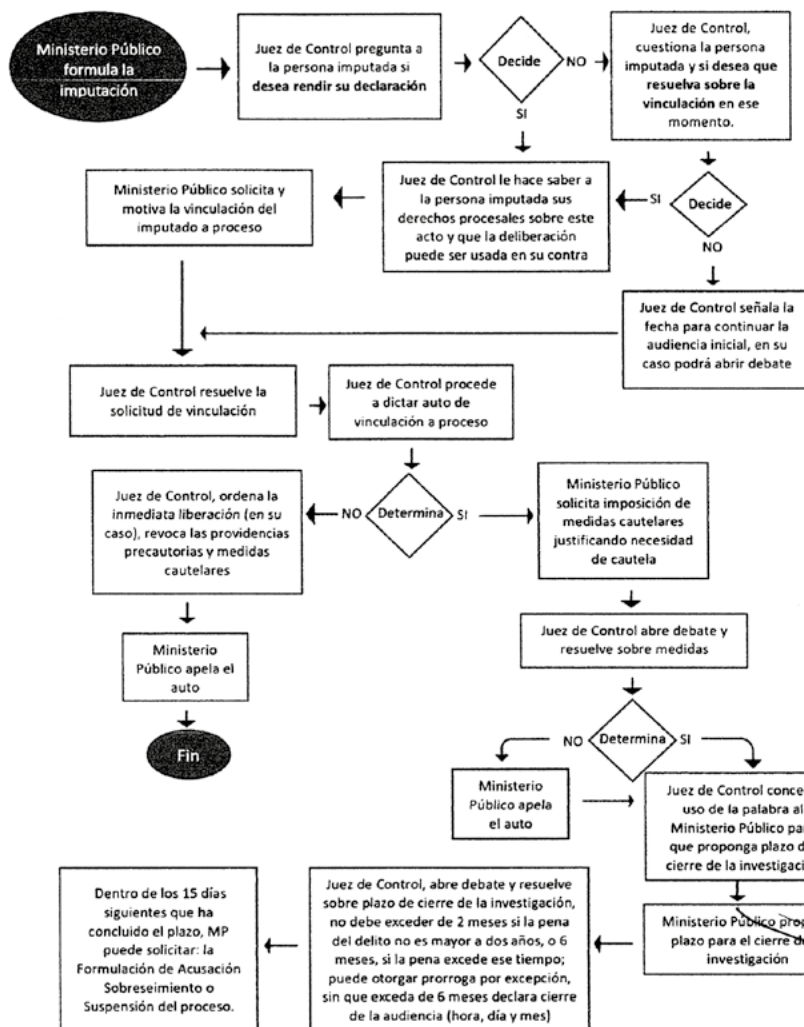 Ministerio Público
formula la
imputación
Juez de Control pregunta a
la persona imputada si
desea rendir su declaración
Decide
NO
SI
Juez de Control,
cuestiona la persona
imputada y si desea que
resuelva sobre la
vinculación en ese
momento.
Ministerio Público solicita y
motiva la vinculación del
imputado a proceso
Juez de Control le hace saber a
la persona imputada sus
derechos procesales sobre este
acto y que la deliberación
puede ser usada en su contra
SI
Decide
NO
Juez de Control señala la
fecha para continuar la
audiencia inicial, en su
caso podrá abrir debate
Juez de Control resuelve la
solicitud de vinculación
Juez de Control procede
a dictar auto de
vinculación a proceso
Juez de Control, ordena la
inmediata liberación (en su
caso), revoca las providencias
precautorias y medidas
cautelares
NO
Determina
SI
Ministerio Público
solicita imposición de
medidas cautelares
justificando necesidad
de cautela
Ministerio
Público apela el
auto
Juez de Control abre debate y
resuelve sobre medidas
Fin
NO
Determina
SI
Ministerio
Público apela
el auto
Juez de Control conce
uso de la palabra al
Ministerio Público par
que proponga plazo d
cierre de la investigació
Dentro de los 15 días
siguientes que ha
concluido el plazo, MP
puede solicitar: la
Formulación de Acusación
Sobreseimiento o
Suspensión del proceso.
Juez de Control, abre debate y resuelve
sobre plazo de cierre de la investigación,
no debe exceder de 2 meses si la pena
del delito no es mayor a dos años, o 6
meses, si la pena excede ese tiempo;
puede otorgar prorroga por excepción,
sin que exceda de 6 meses declara cierre
de la audiencia (hora, día y mes)
Ministerio Público prop
plazo para el cierre de
investigación